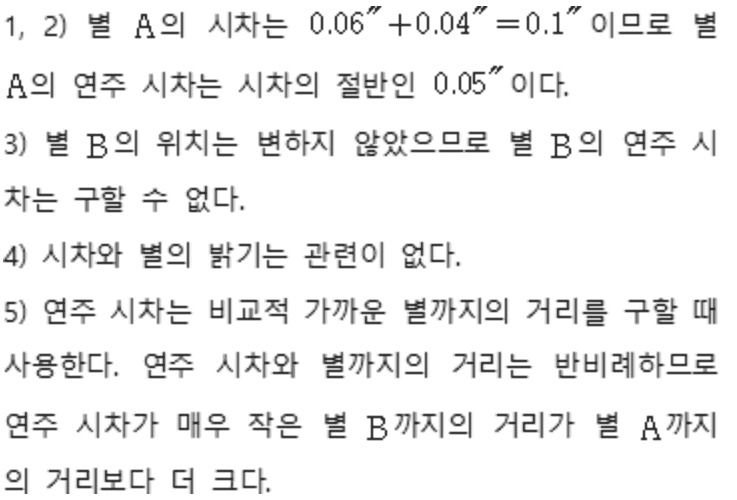 1, 2) 별 A의 시차는 0.06″+0.04″=0.1″이므로 별
A의 연주 시차는 시차의 절반인 0.05″이다.
3) 별 B의 위치는 변하지 않았으므로 별 B의 연주 시
차는 구할 수 없다.
4) 시차와 별의 밝기는 관련이 없다.
5) 연주 시차는 비교적 가까운 별까지의 거리를 구할 때
사용한다. 연주 시차와 별까지의 거리는 반비례하므로
연주 시차가 매우 작은 별 B까지의 거리가 별 A까지
의 거리보다 더 크다.